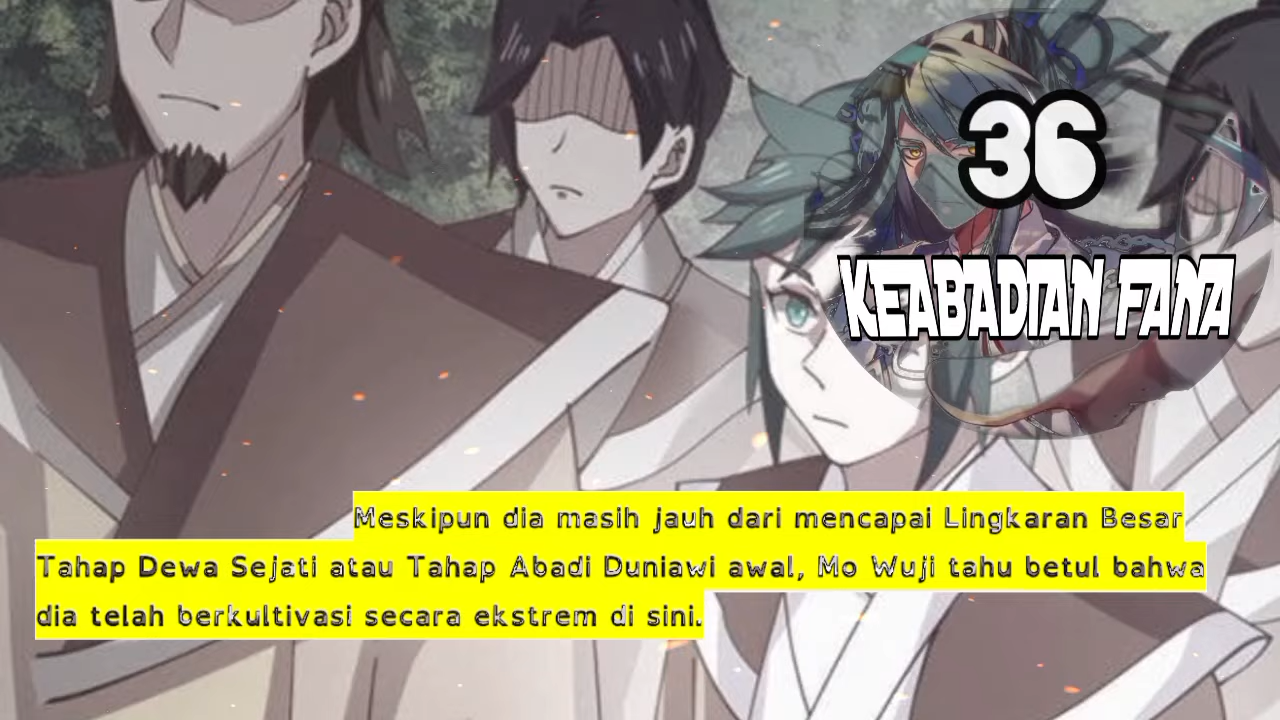 36
KEABADIAN FANA
Meskipun dia masih jauh dari mencapai Lingkaran Besar
Tahap Dewa Sejati atau Tahap Abadi Duniawi awal, Mo Wuji tahu betul bahwa
dia telah berkultivasi secara ekstrem di sini.